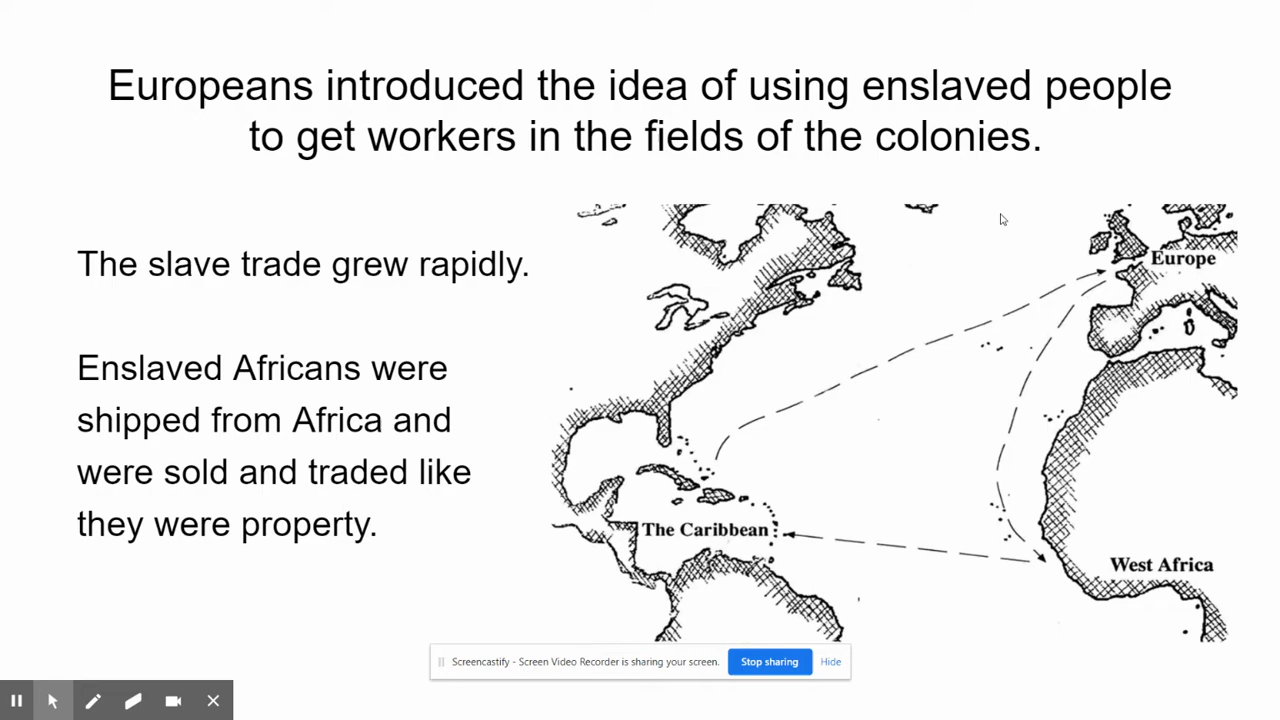 Europeans introduced the idea of using enslaved people
to get workers in the fields of the colonies.
The slave trade grew rapidly.
Enslaved Africans were
shipped from Africa and
were sold and traded like
they were property.
Europe
The Caribbean
West Africa
Screencastify - Screen Video Recorder is sharing your screen. Stop sharing Hide